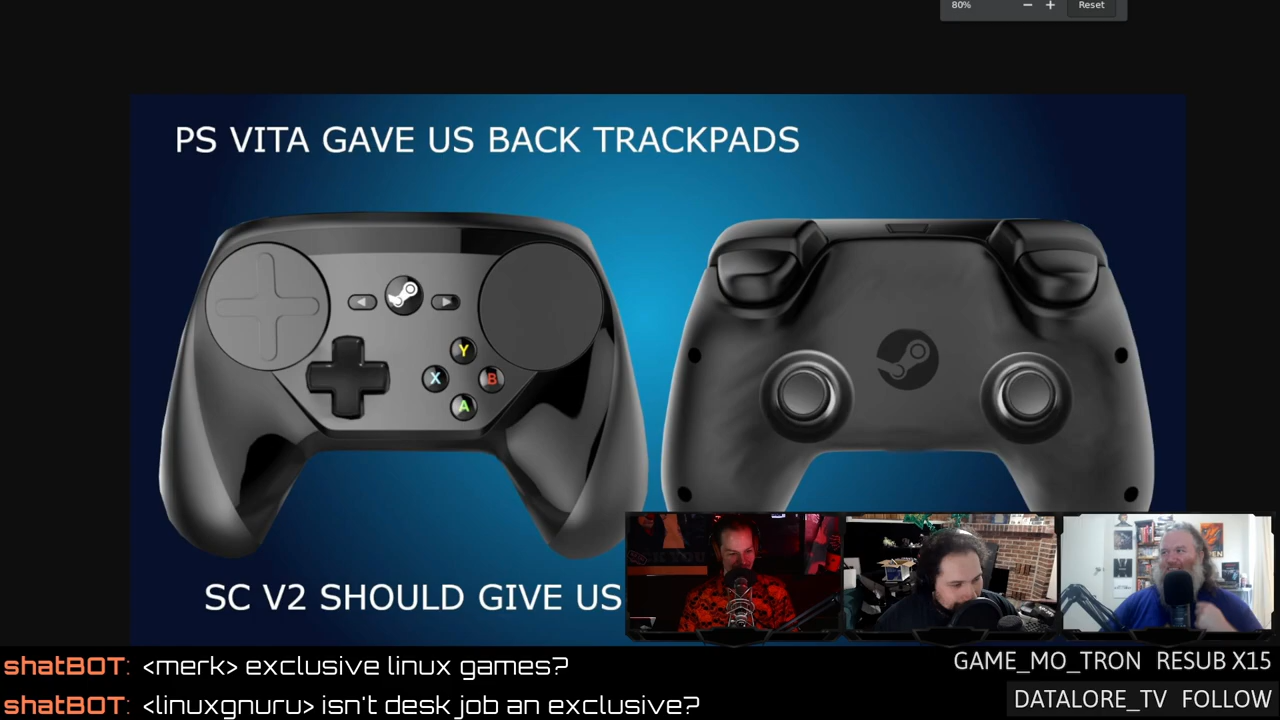 80% − + Reset
PS VITA GAVE US BACK TRACKPADS
Y
X B
A
SC V2 SHOULD GIVE US
shatBOT: <merk> exclusive linux games?
GAME_MO_TRON RESUB X15
shatBOT: <linuxgnuru> isn't desk job an exclusive?
DATALORE_TV FOLLOW